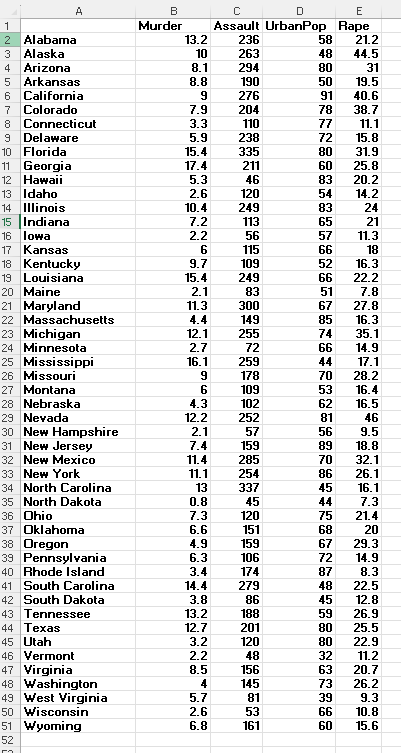 A B C D E
1 Murder Assault UrbanPop Rape
2 Alabama 13.2 236 58 21.2
3 Alaska 10 263 48 44.5
4 Arizona 8.1 294 80 31
5 Arkansas 8.8 190 50 19.5
6 California 9 276 91 40.6
7 Colorado 7.9 204 78 38.7
8 Connecticut 3.3 110 77 11.1
9 Delaware 5.9 238 72 15.8
10 Florida 15.4 335 80 31.9
11 Georgia 17.4 211 60 25.8
12 Hawaii 5.3 46 83 20.2
13 Idaho 2.6 120 54 14.2
14 Illinois 10.4 249 83 24
15 Indiana 7.2 113 65 21
16 Iowa 2.2 56 57 11.3
17 Kansas 6 115 66 18
18 Kentucky 9.7 109 52 16.3
19 Louisiana 15.4 249 66 22.2
20 Maine 2.1 83 51 7.8
21 Maryland 11.3 300 67 27.8
22 Massachusetts 4.4 149 85 16.3
23 Michigan 12.1 255 74 35.1
24 Minnesota 2.7 72 66 14.9
25 Mississippi 16.1 259 44 17.1
26 Missouri 9 178 70 28.2
27 Montana 6 109 53 16.4
28 Nebraska 4.3 102 62 16.5
29 Nevada 12.2 252 81 46
30 New Hampshire 2.1 57 56 9.5
31 New Jersey 7.4 159 89 18.8
32 New Mexico 11.4 285 70 32.1
33 New York 11.1 254 86 26.1
34 North Carolina 13 337 45 16.1
35 North Dakota 0.8 45 44 7.3
36 Ohio 7.3 120 75 21.4
37 Oklahoma 6.6 151 68 20
38 Oregon 4.9 159 67 29.3
39 Pennsylvania 6.3 106 72 14.9
40 Rhode Island 3.4 174 87 8.3
41 South Carolina 14.4 279 48 22.5
42 South Dakota 3.8 86 45 12.8
43 Tennessee 13.2 188 59 26.9
44 Texas 12.7 201 80 25.5
45 Utah 3.2 120 80 22.9
46 Vermont 2.2 48 32 11.2
47 Virginia 8.5 156 63 20.7
48 Washington 4 145 73 26.2
49 West Virginia 5.7 81 39 9.3
50 Wisconsin 2.6 53 66 10.8
51 Wyoming 6.8 161 60 15.6
52